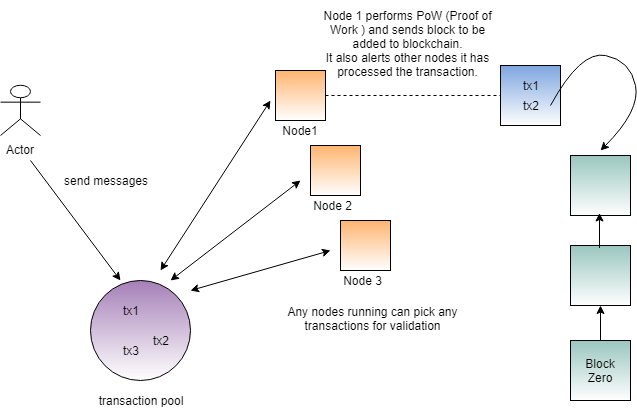 Node 1 performs PoW (Proof of
Work ) and sends block to be
added to blockchain.
It also alerts other nodes it has
processed the transaction.
tx1
tx2
Node1
Actor
send messages
Node 2
Node 3
tx1
tx2
tx3
Any nodes running can pick any
transactions for validation
Block
Zero
transaction pool